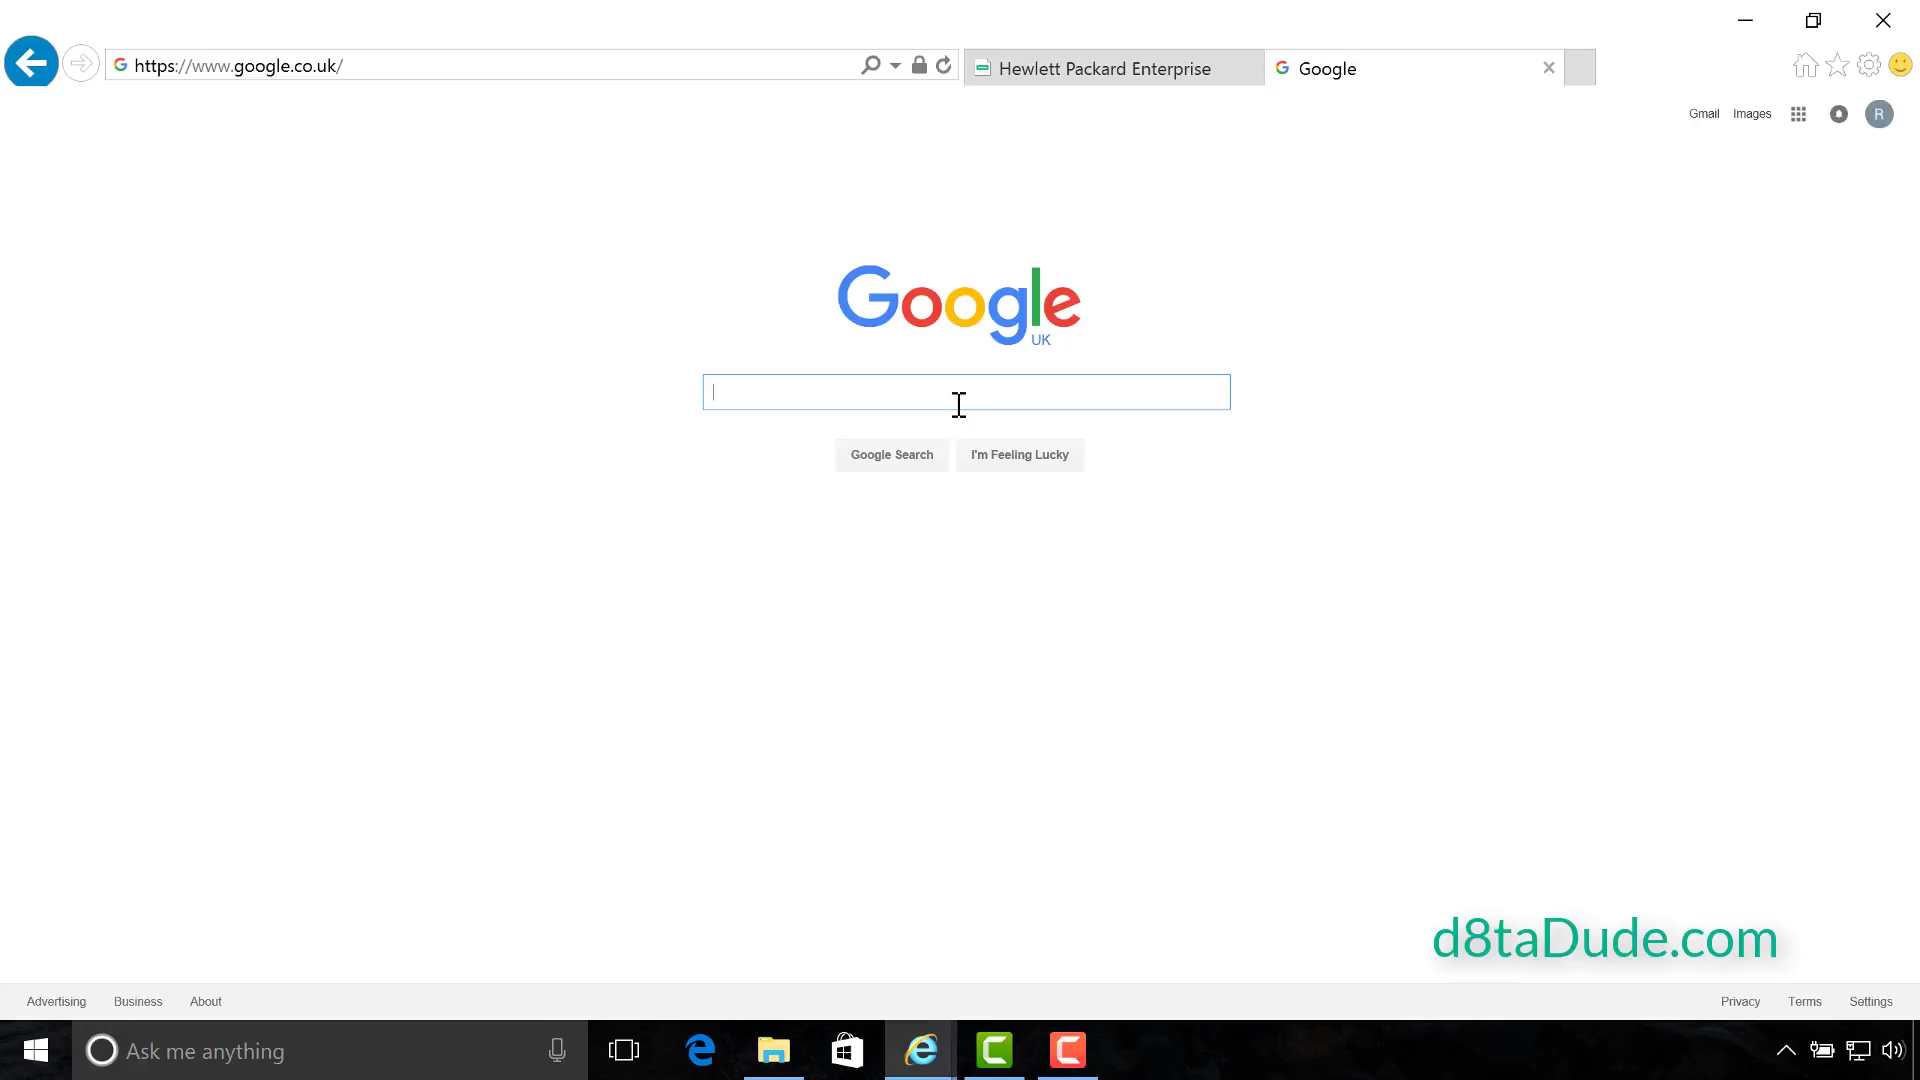 https://www.google.co.uk/
Hewlett Packard Enterprise
Google
Gmail Images
R
Google
UK
Google Search
I'm Feeling Lucky
d8taDude.com
Advertising Business About
Privacy Terms Settings
Ask me anything